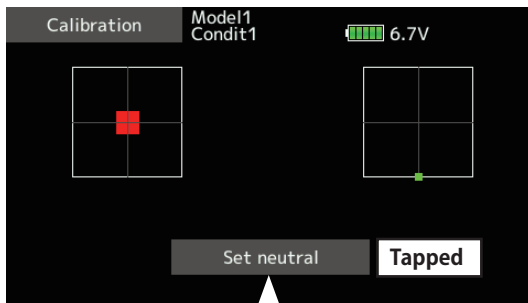 Calibration
Model1
Condit1
6.7V
Set neutral
Tapped